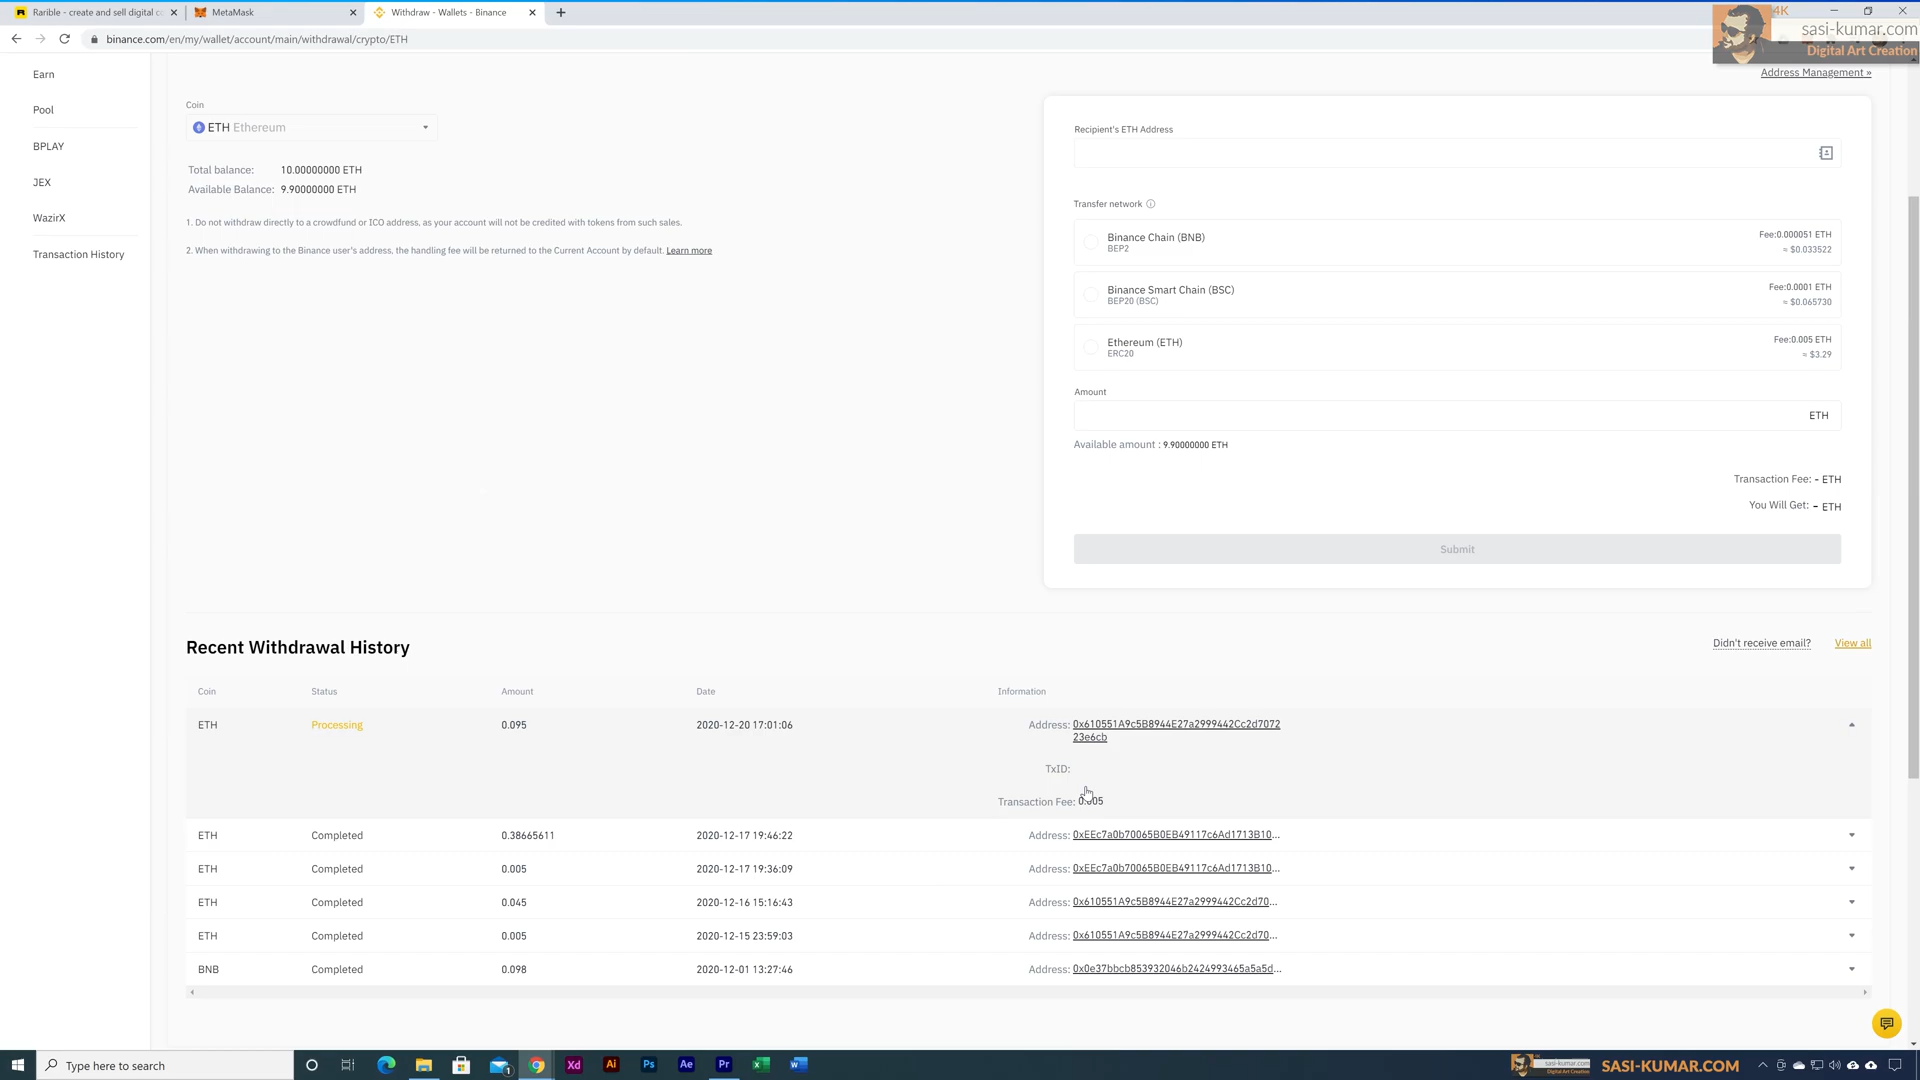 Rarible - create and sell digital co
MetaMask
Withdraw - Wallets - Binance
4K
sasi-kumar.com
Digital Art Creation
binance.com/en/my/wallet/account/main/withdrawal/crypto/ETH
Earn
Pool
BPLAY
JEX
WazirX
Transaction History
Address Management »
Coin
ETH Ethereum
Total balance: 10.00000000 ETH
Available Balance: 9.90000000 ETH
1. Do not withdraw directly to a crowdfund or ICO address, as your account will not be credited with tokens from such sales.
2. When withdrawing to the Binance user's address, the handling fee will be returned to the Current Account by default. Learn more
Recipient's ETH Address
Transfer network
Binance Chain (BNB) Fee:0.000051 ETH
BEP2 ≈ $0.033522
Binance Smart Chain (BSC) Fee:0.0001 ETH
BEP20 (BSC) ≈ $0.065730
Ethereum (ETH) Fee:0.005 ETH
ERC20 ≈ $3.29
Amount
ETH
Available amount : 9.90000000 ETH
Transaction Fee: - ETH
You Will Get: - ETH
Submit
Recent Withdrawal History
Didn't receive email? View all
Coin Status Amount Date Information
ETH Processing 0.095 2020-12-20 17:01:06 Address: 0x610551A9c5B8944E27a2999442Cc2d7072
23e6cb
TxID:
Transaction Fee: 0.005
ETH Completed 0.38665611 2020-12-17 19:46:22 Address: 0xEEc7a0b70065B0EB49117c6Ad1713B10...
ETH Completed 0.005 2020-12-17 19:36:09 Address: 0xEEc7a0b70065B0EB49117c6Ad1713B10...
ETH Completed 0.045 2020-12-16 15:16:43 Address: 0x610551A9c5B8944E27a2999442Cc2d70...
ETH Completed 0.005 2020-12-15 23:59:03 Address: 0x610551A9c5B8944E27a2999442Cc2d70...
BNB Completed 0.098 2020-12-01 13:27:46 Address: 0x0e37bbcb853932046b2424993465a5a5d...
Type here to search
1
Xd
Ai
Ps
Ae
Pr
sasi-kumar.com
Digital Art Creation
SASI-KUMAR.COM